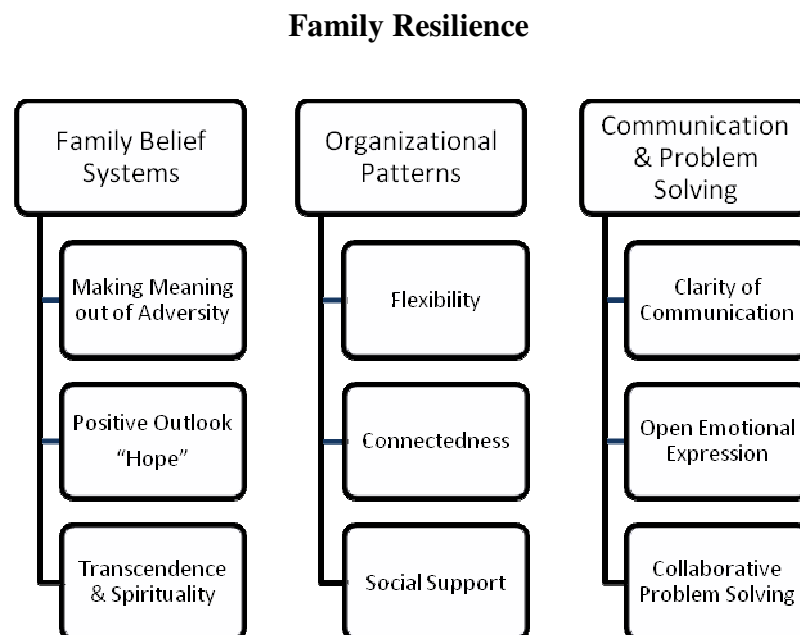 Family Resilience
Family Belief
Systems
Making Meaning
out of Adversity
Positive Outlook
“Hope”
Transcendence
& Spirituality
Organizational
Patterns
Flexibility
Connectedness
Social Support
Communication
& Problem
Solving
Clarity of
Communication
Open Emotional
Expression
Collaborative
Problem Solving